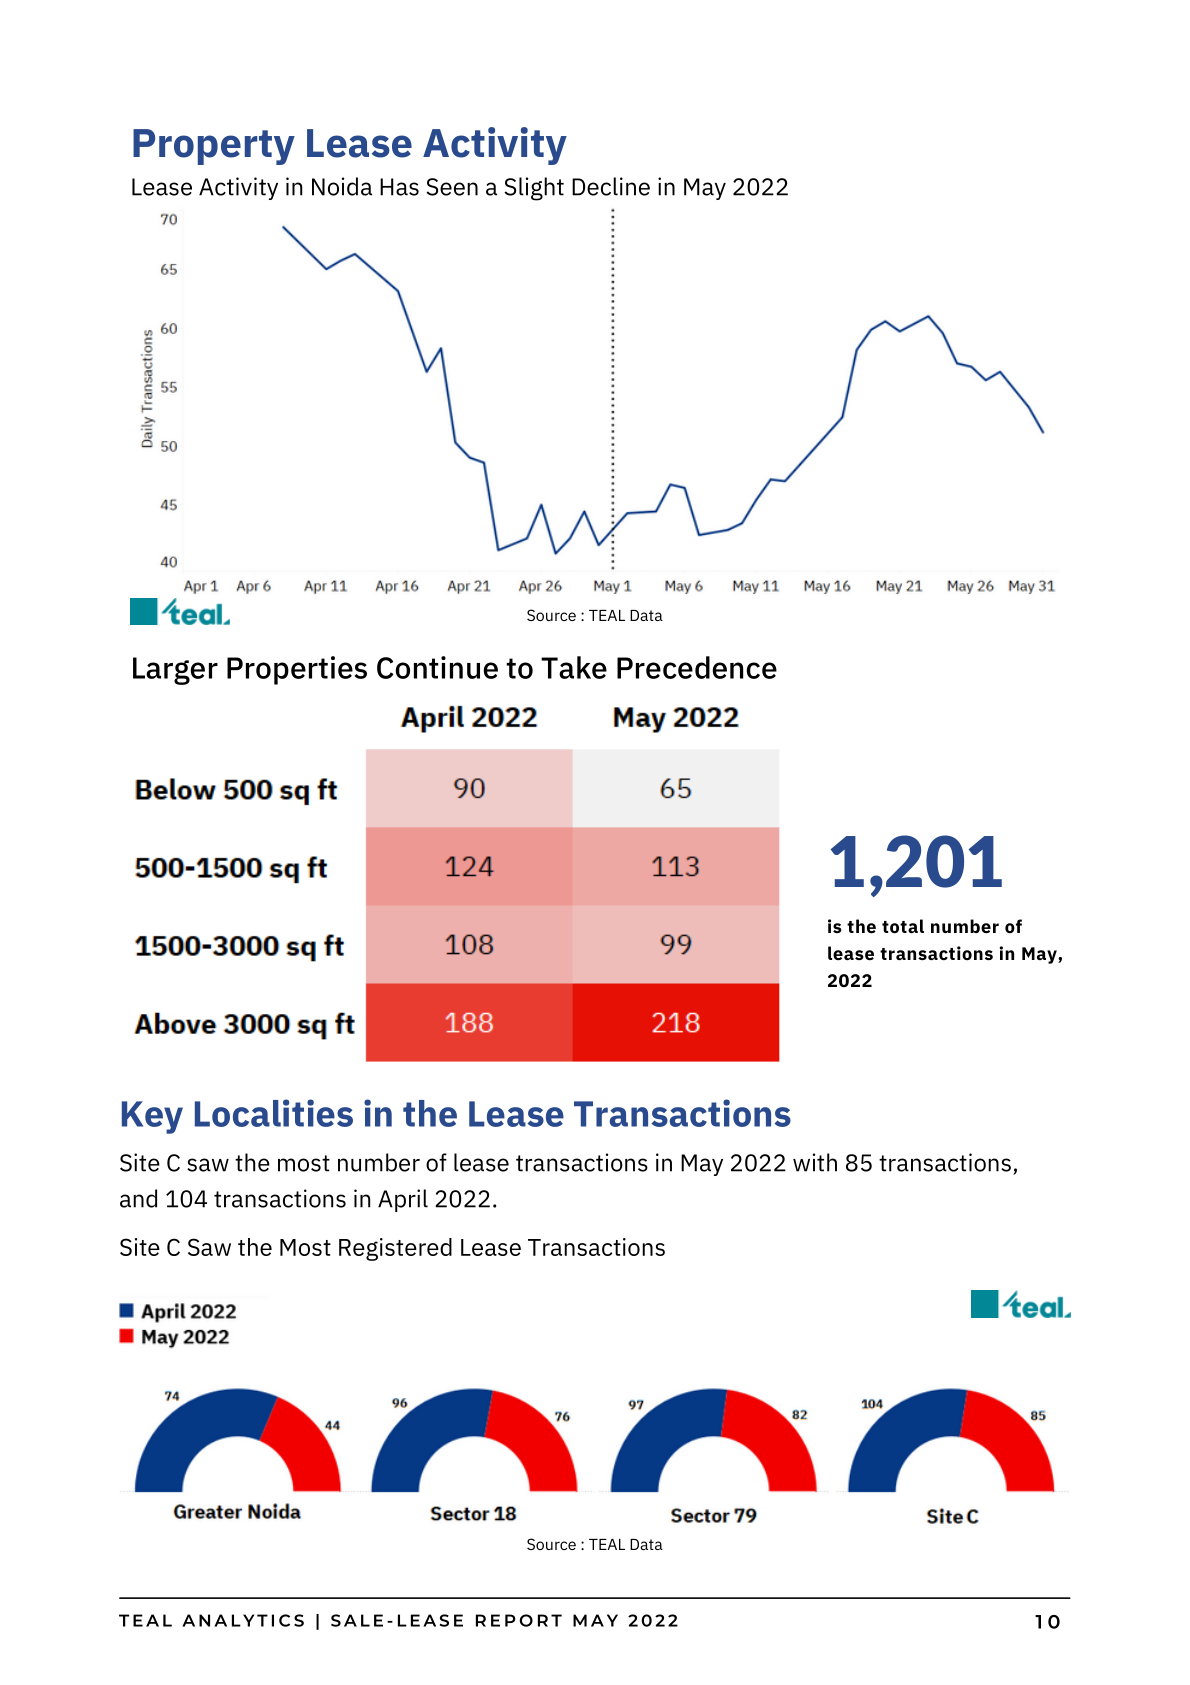 Property Lease Activity
Lease Activity in Noida Has Seen a Slight Decline in May 2022
70
65
60
55
50
45
40
Daily Transactions
Apr 1 Apr 6 Apr 11 Apr 16 Apr 21 Apr 26 May 1 May 6 May 11 May 16 May 21 May 26 May 31
teal.
Source : TEAL Data
Larger Properties Continue to Take Precedence
April 2022 May 2022
Below 500 sq ft 90 65
500-1500 sq ft 124 113
1500-3000 sq ft 108 99
Above 3000 sq ft 188 218
1,201
is the total number of
lease transactions in May,
2022
Key Localities in the Lease Transactions
Site C saw the most number of lease transactions in May 2022 with 85 transactions,
and 104 transactions in April 2022.
Site C Saw the Most Registered Lease Transactions
April 2022
May 2022
teal.
74 44
Greater Noida
96 76
Sector 18
97 82
Sector 79
104 85
Site C
Source : TEAL Data
TEAL ANALYTICS | SALE-LEASE REPORT MAY 2022 10